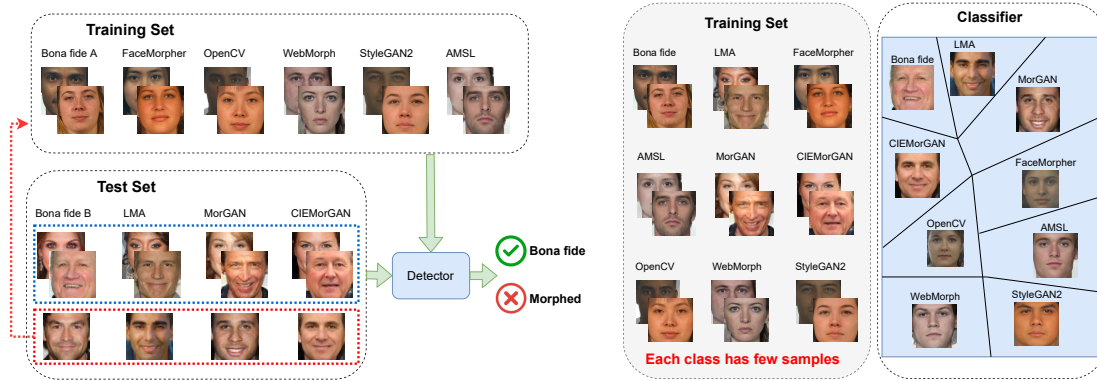 Training Set
Bona fide A FaceMorpher OpenCV WebMorph StyleGAN2 AMSL
Test Set
Bona fide B LMA MorGAN CIEMorGAN
Detector
Bona fide
Morphed
Training Set
Bona fide LMA FaceMorpher
AMSL MorGAN CIEMorGAN
OpenCV WebMorph StyleGAN2
Each class has few samples
Classifier
LMA
Bona fide
MorGAN
CIEMorGAN
FaceMorpher
OpenCV
AMSL
WebMorph
StyleGAN2